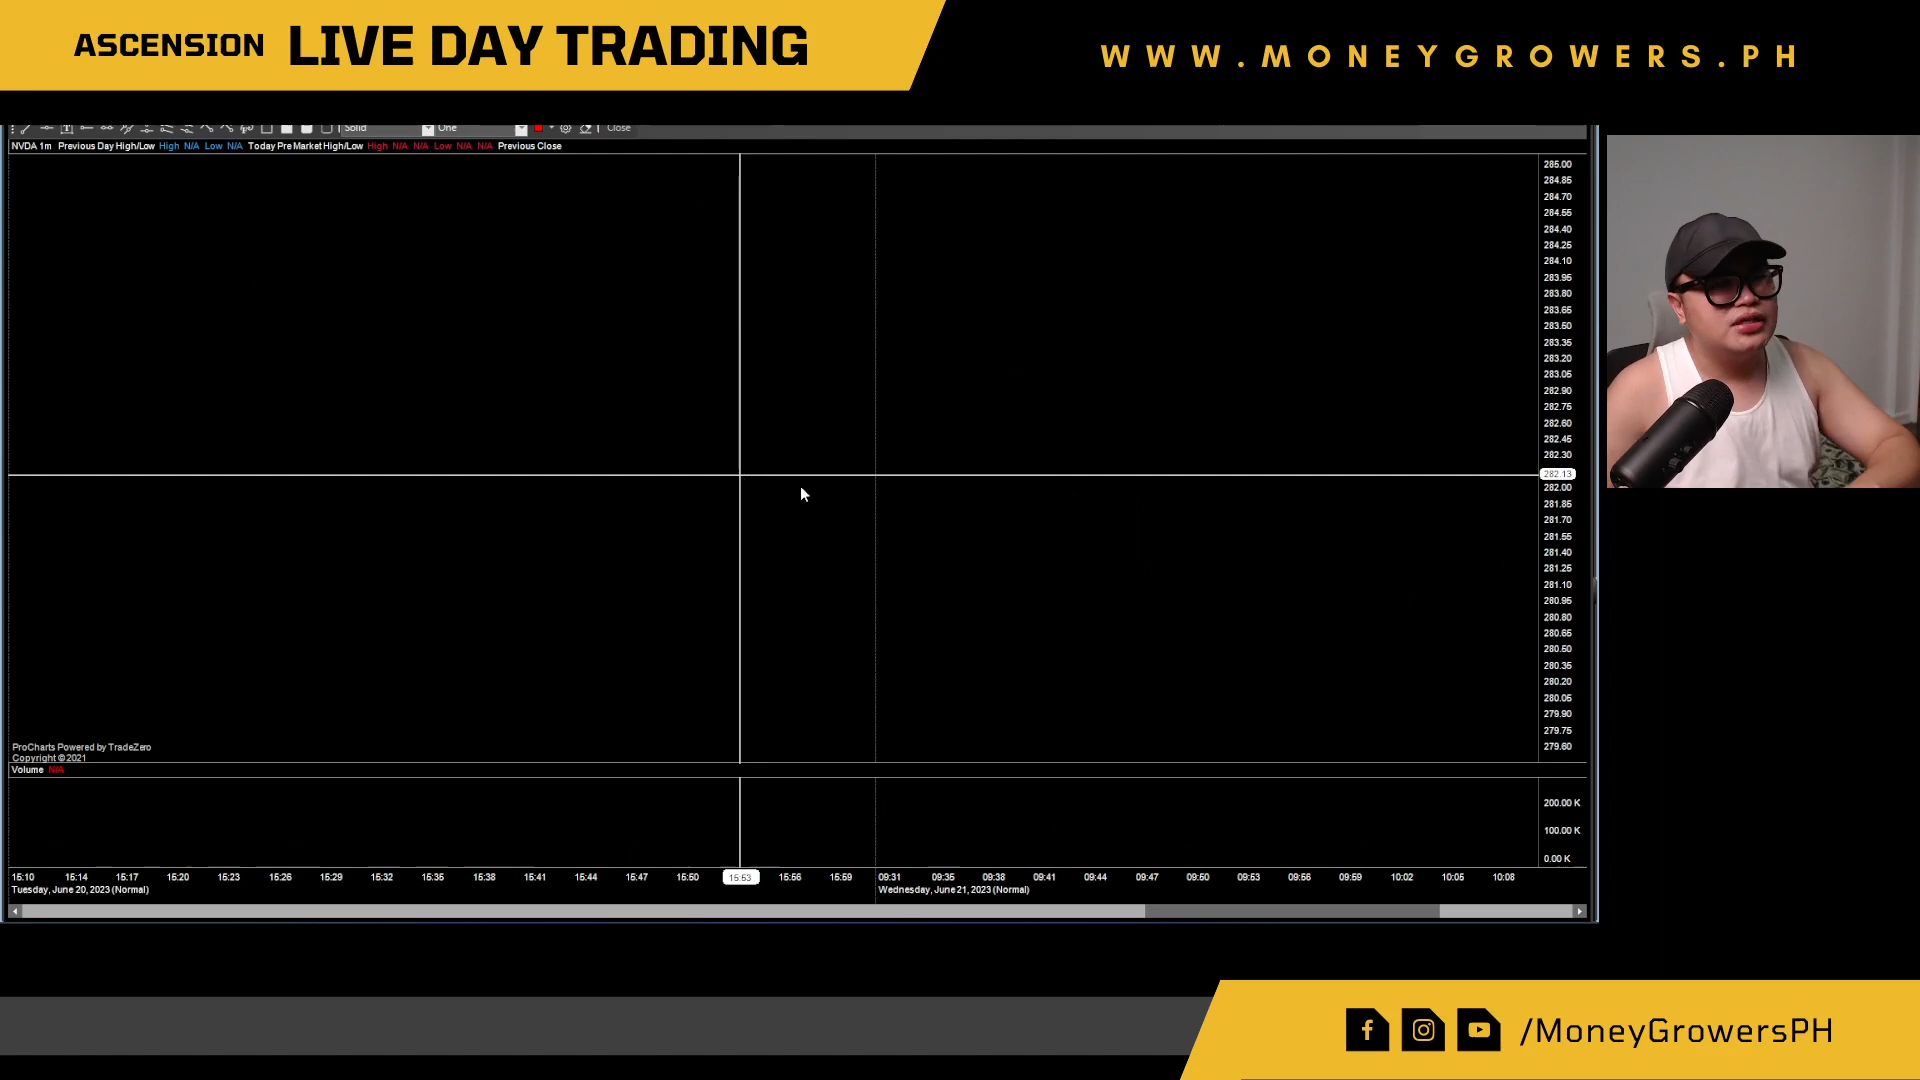 ASCENSION LIVE DAY TRADING
WWW.MONEYGROWERS.PH
Solid One Close
NVDA 1m Previous Day High/Low High N/A Low N/A Today Pre Market High/Low High N/A N/A Low N/A N/A Previous Close
285.00
284.85
284.70
284.55
284.40
284.25
284.10
283.95
283.80
283.65
283.50
283.35
283.20
283.05
282.90
282.75
282.60
282.45
282.30
282.13
282.00
281.85
281.70
281.55
281.40
281.25
281.10
280.95
280.80
280.65
280.50
280.35
280.20
280.05
279.90
279.75
279.60
ProCharts Powered by TradeZero
Copyright © 2021
Volume N/A
200.00 K
100.00 K
0.00 K
15:10 15:14 15:17 15:20 15:23 15:26 15:29 15:32 15:35 15:38 15:41 15:44 15:47 15:50 15:53 15:56 15:59 09:31 09:35 09:38 09:41 09:44 09:47 09:50 09:53 09:56 09:59 10:02 10:05 10:08
Tuesday, June 20, 2023 (Normal) Wednesday, June 21, 2023 (Normal)
/MoneyGrowersPH